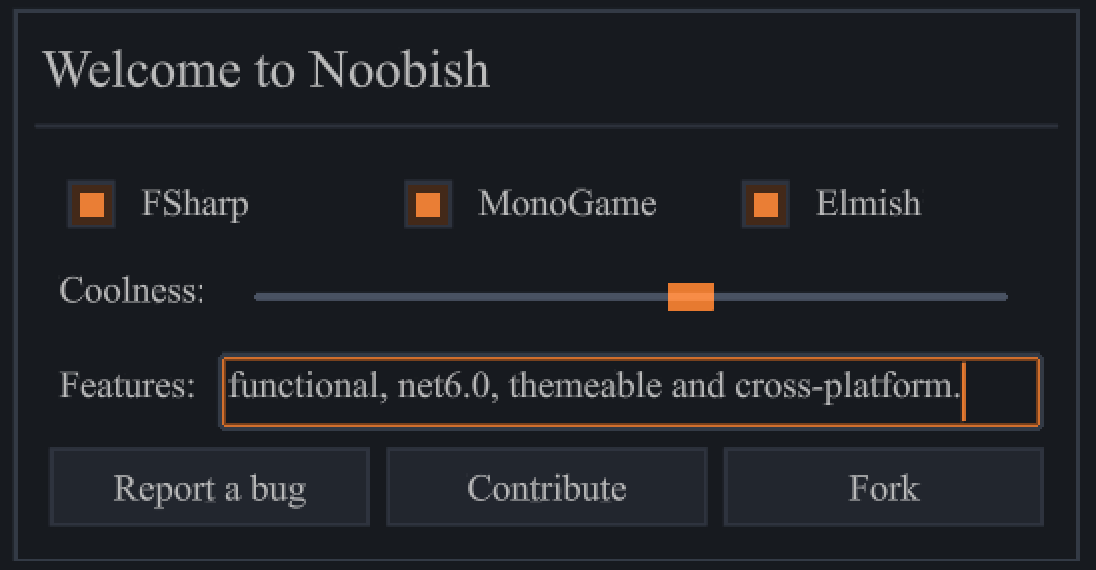 Welcome to Noobish
FSharp MonoGame Elmish
Coolness:
Features: functional, net6.0, themeable and cross-platform.
Report a bug Contribute Fork